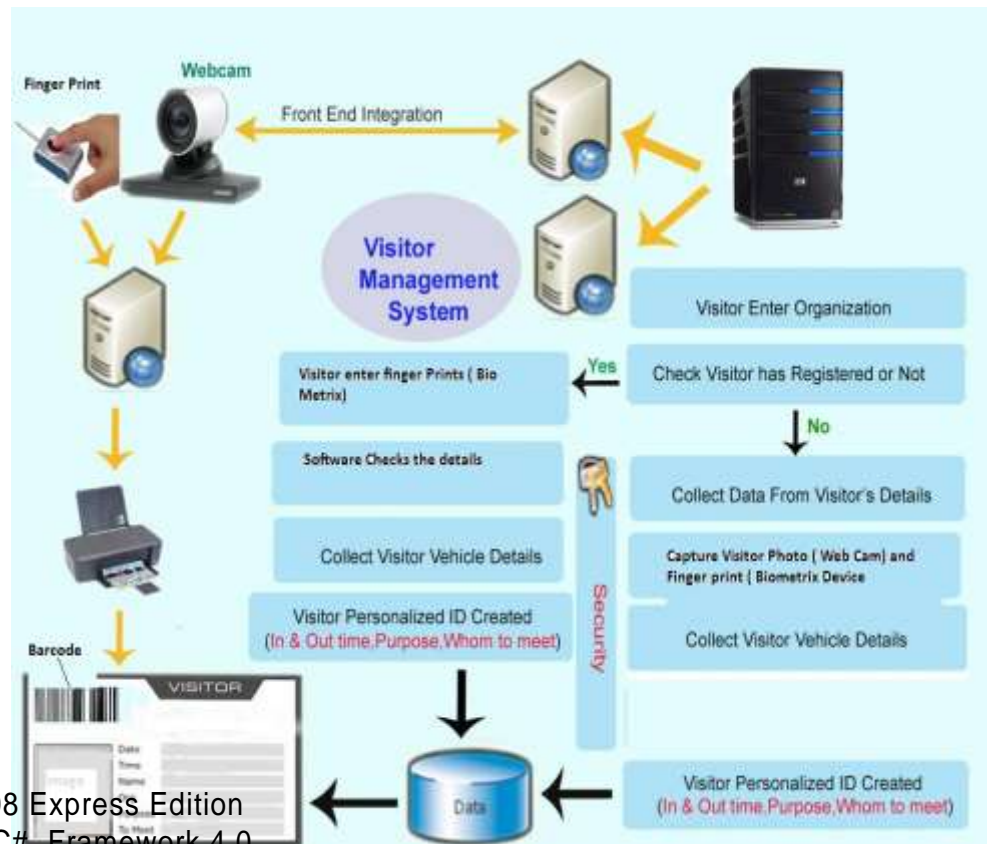 Finger Print
Webcam
Front End Integration
Visitor
Management
System
Visitor Enter Organization
Check Visitor has Registered or Not
Yes
Visitor enter finger Prints ( Bio
Metrix)
No
Software Checks the details
Collect Data From Visitor's Details
Collect Visitor Vehicle Details
Capture Visitor Photo ( Web Cam) and
Finger print ( Biometrix Device
Security
Visitor Personalized ID Created
(In & Out time,Purpose,Whom to meet)
Collect Visitor Vehicle Details
Barcode
VISITOR
Date
Time
Name
Image
To Meet
Data
Visitor Personalized ID Created
(In & Out time,Purpose,Whom to meet)
8 Express Edition
C#, Framework 4.0